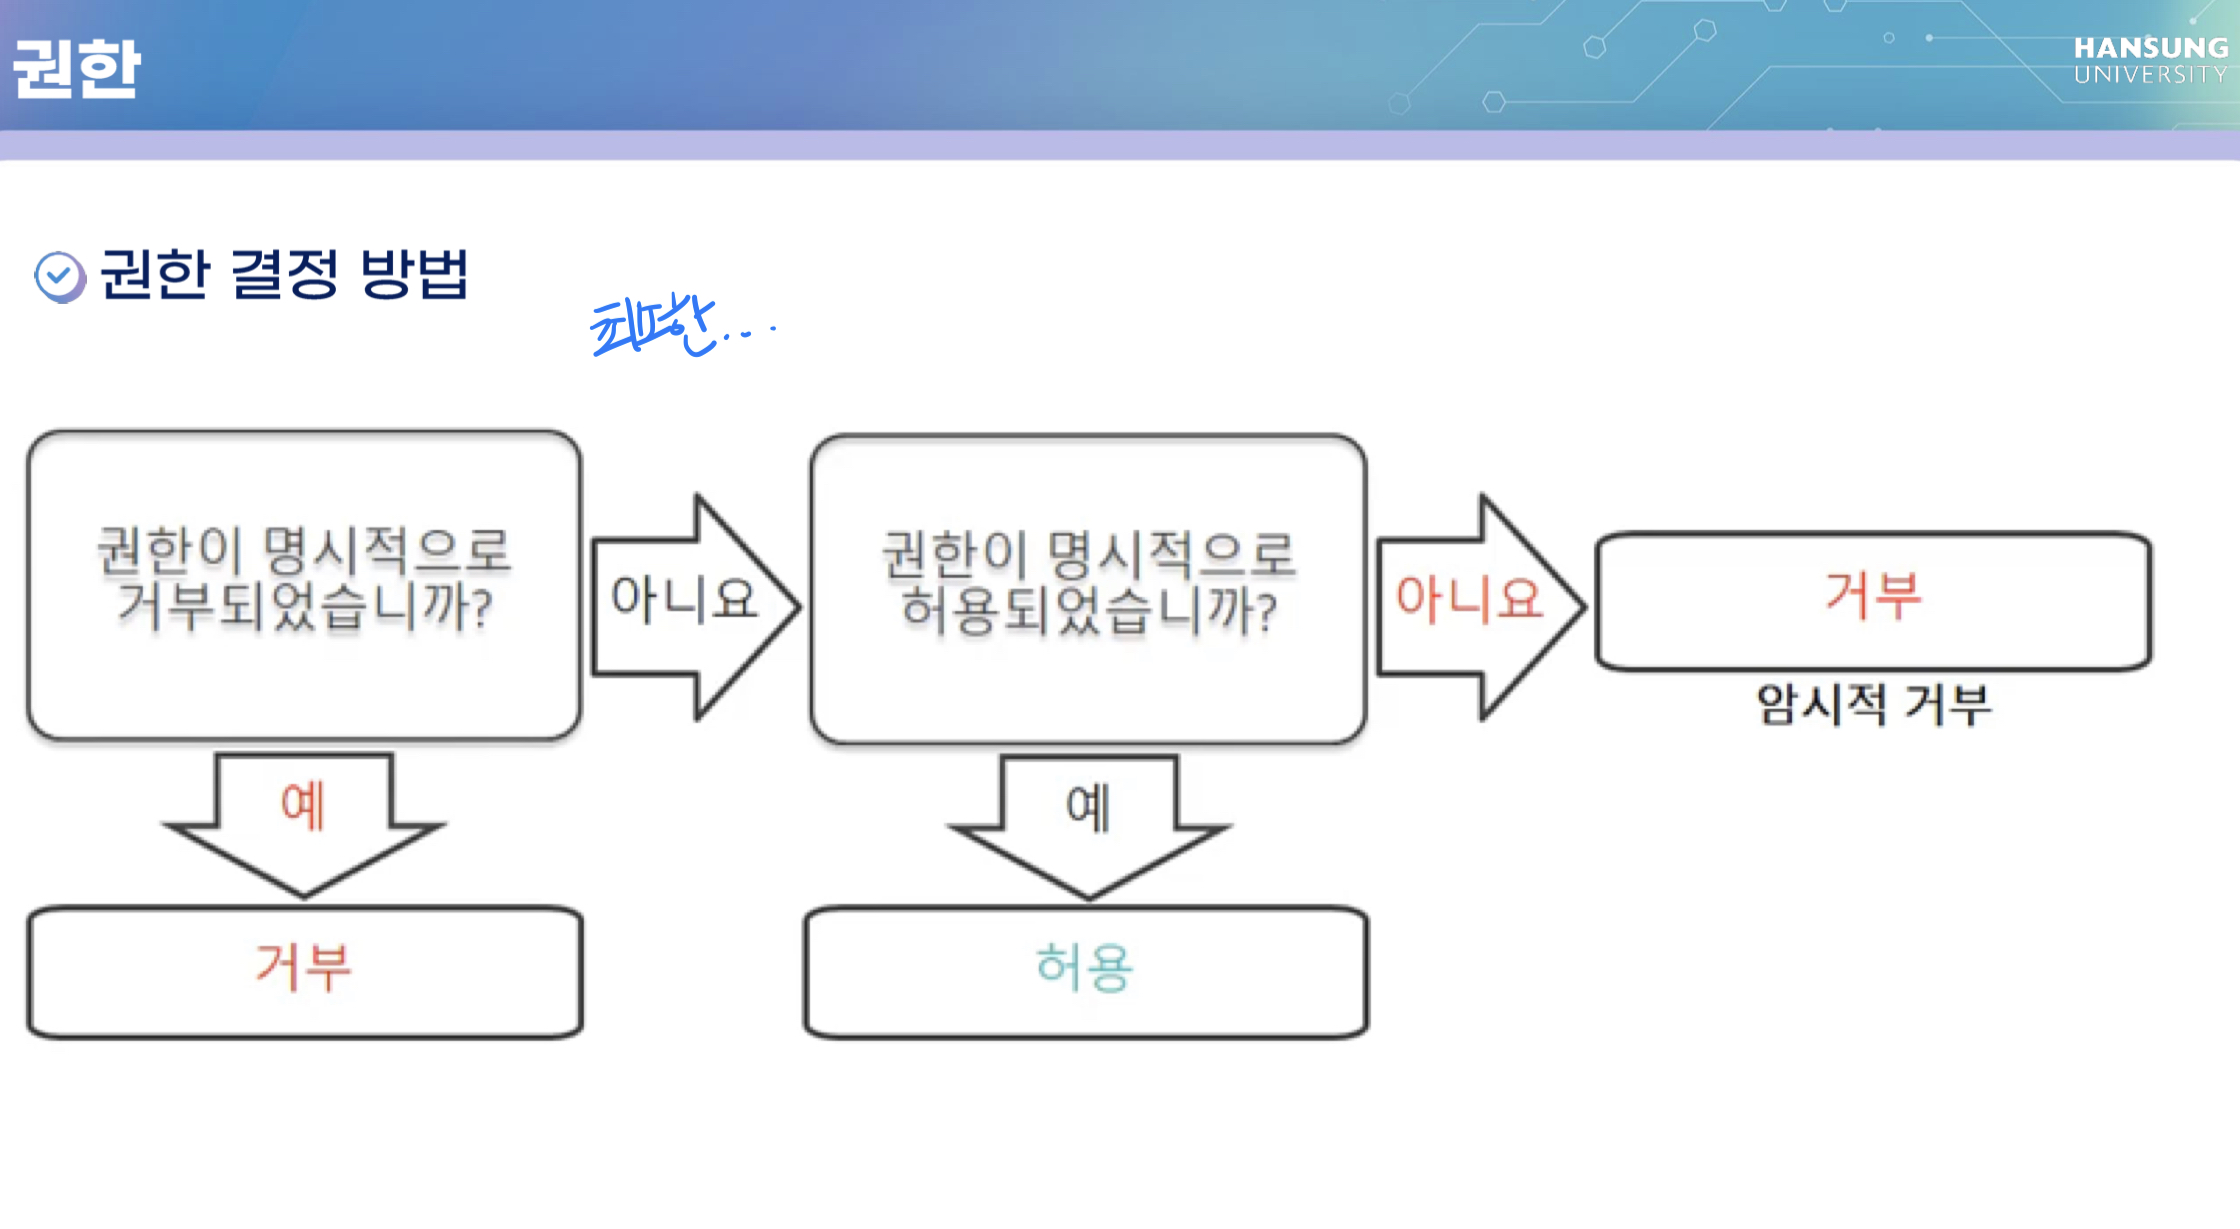 권한
HANSUNG
UNIVERSITY
권한 결정 방법
권한이 명시적으로
거부되었습니까?
아니요
권한이 명시적으로
허용되었습니까?
아니요
거부
암시적 거부
예
예
거부
허용